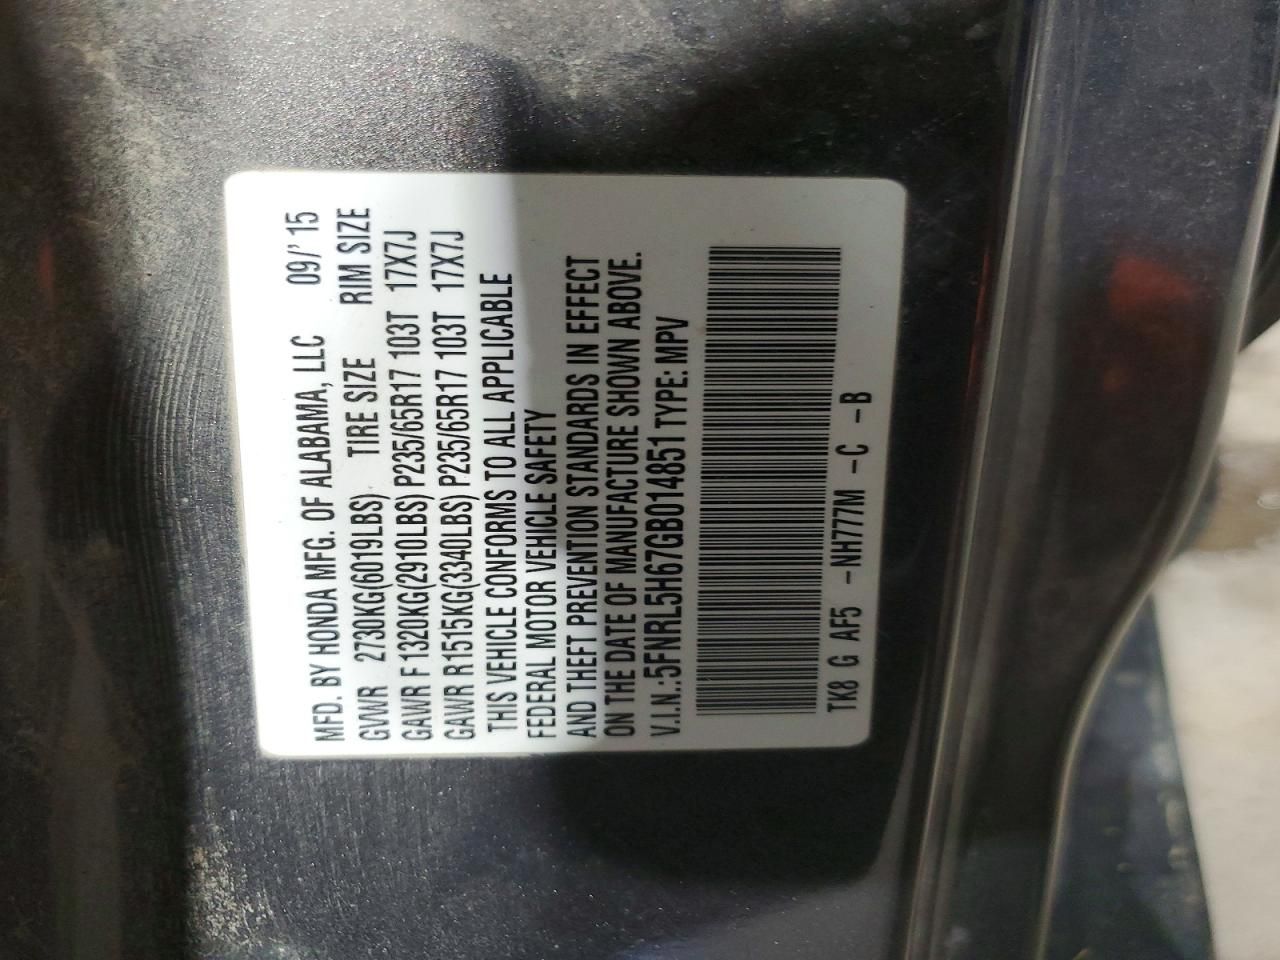 MFD. BY HONDA MFG. OF ALABAMA, LLC 09/' 15
GVWR 2730KG(6019LBS) TIRE SIZE RIM SIZE
GAWR F 1320KG(2910LBS) P235/65R17 103T 17X7J
GAWR R1515KG(3340LBS) P235/65R17 103T 17X7J
THIS VEHICLE CONFORMS TO ALL APPLICABLE
FEDERAL MOTOR VEHICLE SAFETY
AND THEFT PREVENTION STANDARDS IN EFFECT
ON THE DATE OF MANUFACTURE SHOWN ABOVE.
V.I.N.:5FNRL5H67GB014851 TYPE: MPV
TK8 G AF5 -NH777M -C -B